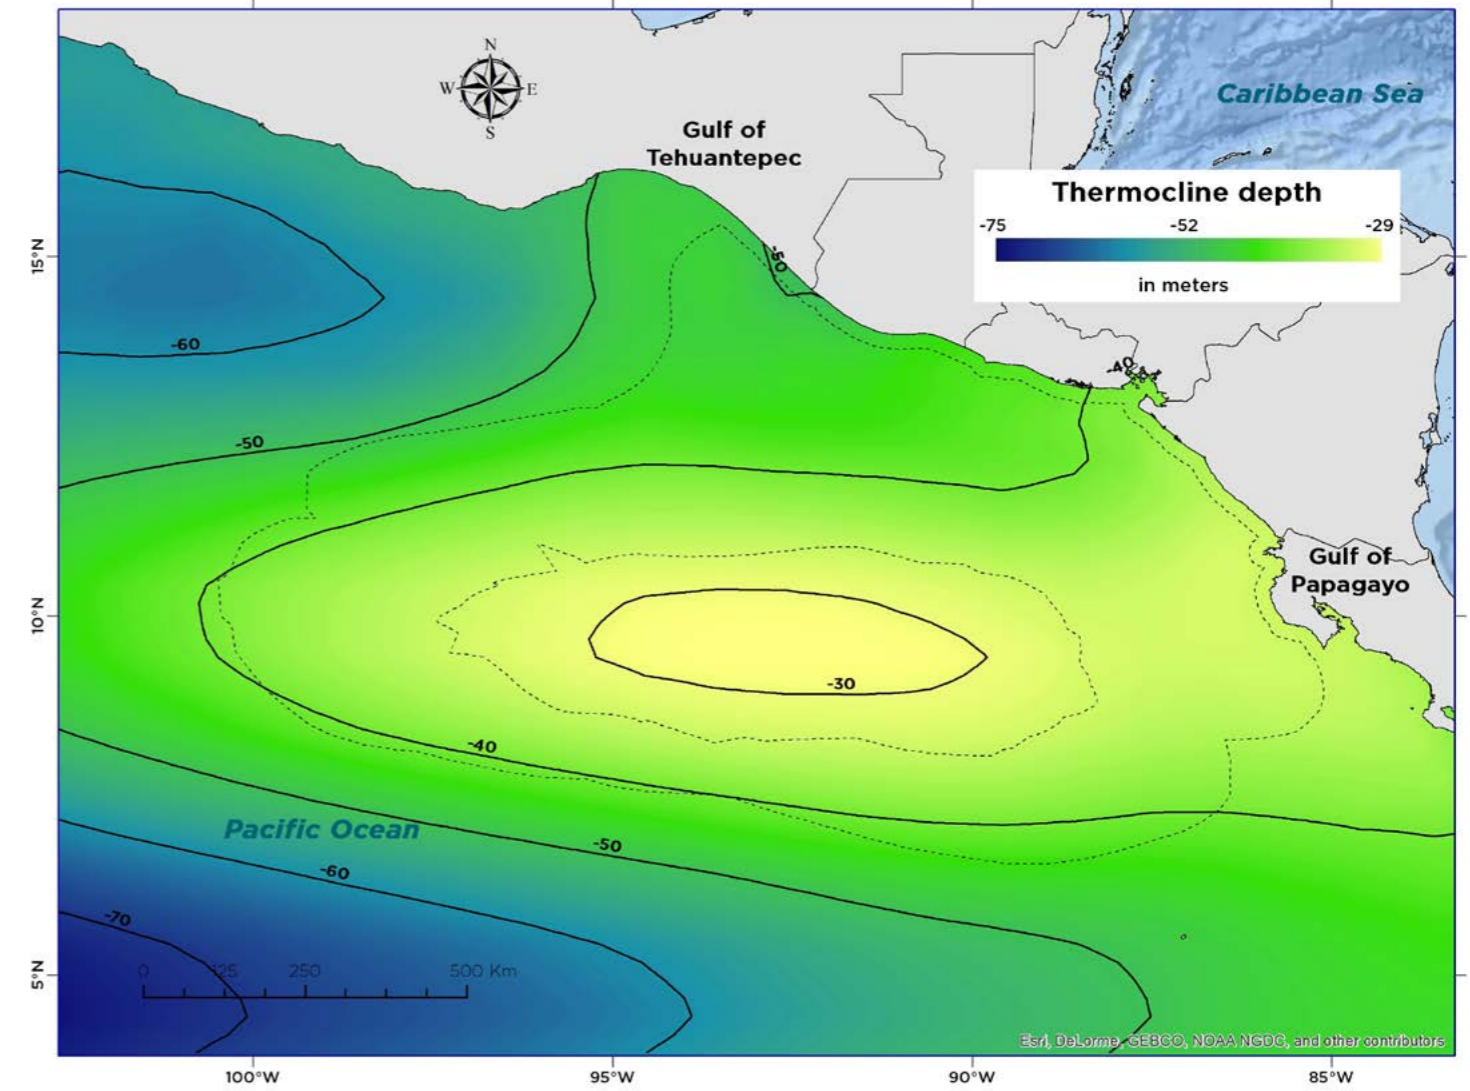 N
W
E
S
Caribbean Sea
Gulf of
Tehuantepec
Thermocline depth
-75
-52
-29
in meters
15°N
-50
-60
-40
-50
Gulf of
Papagayo
10°N
-30
-40
Pacific Ocean
-50
-60
-70
5°N
0
125
250
500 Km
Esri, DeLorme, GEBCO, NOAA NGDC, and other contributors
100°W
95°W
90°W
85°W